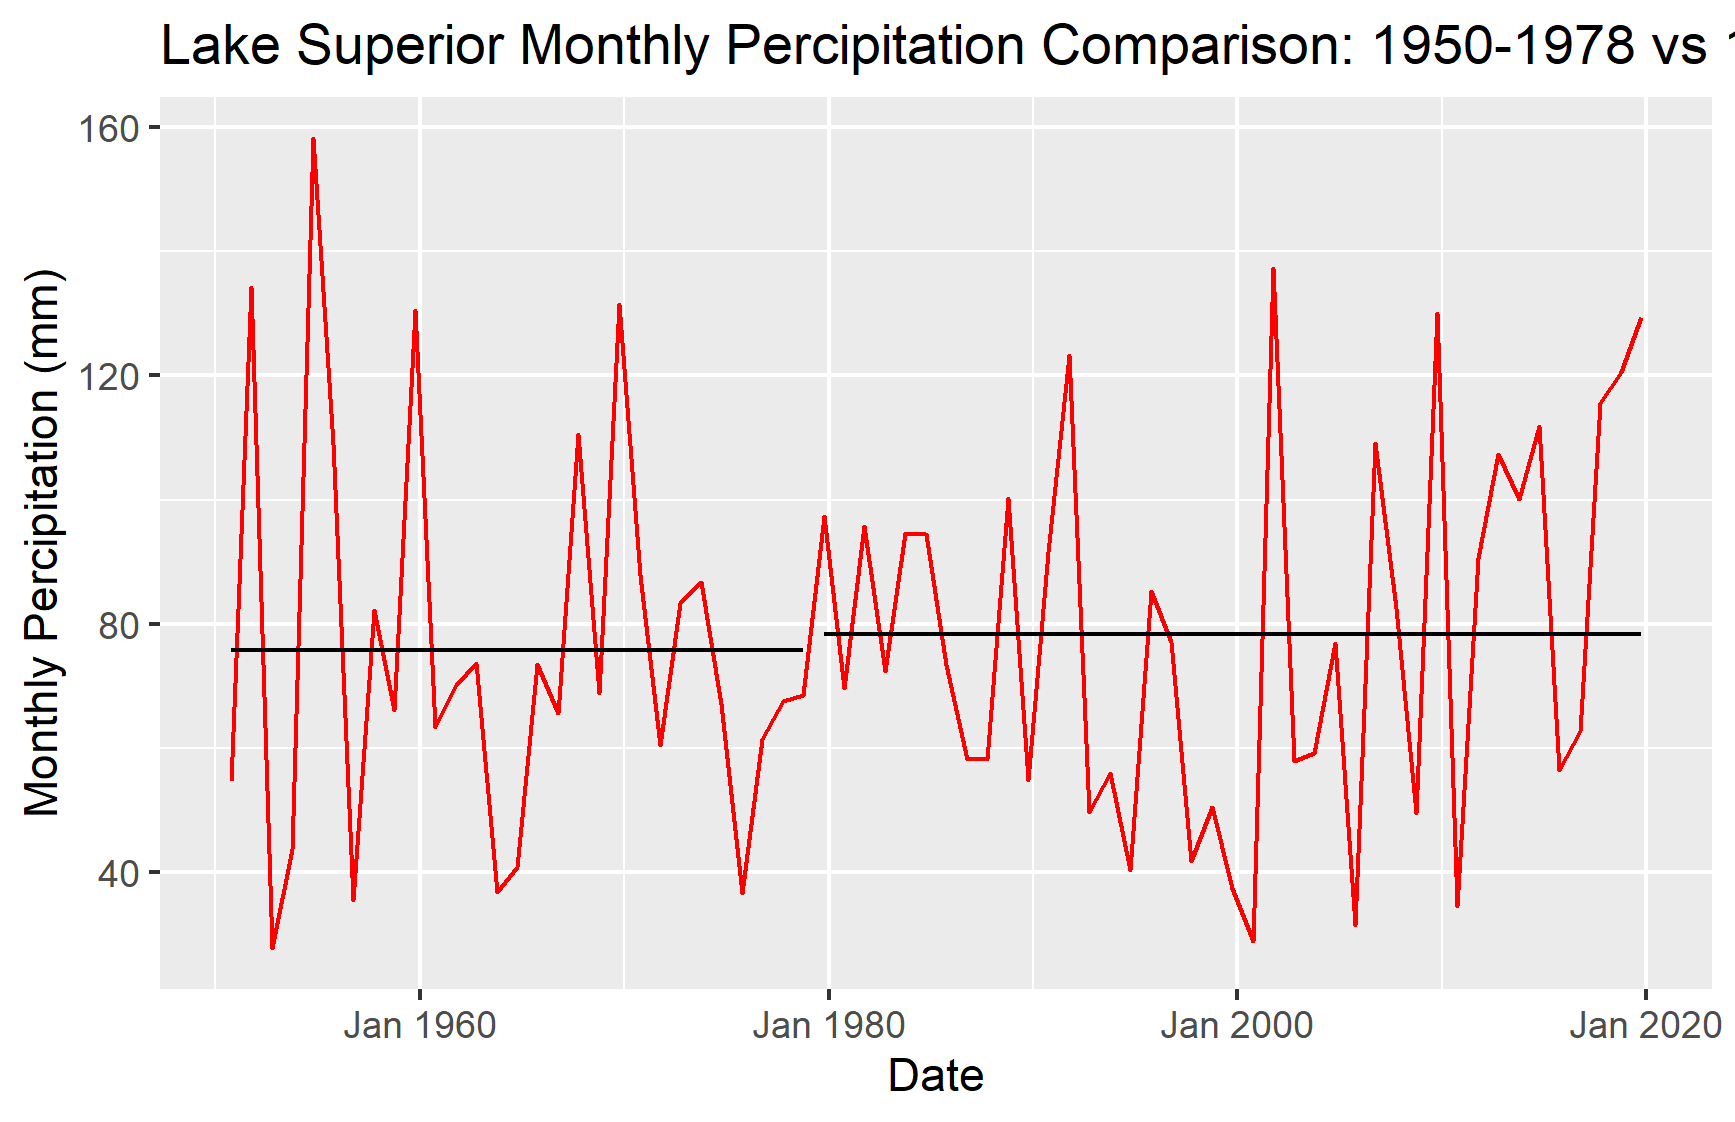 Lake Superior Monthly Percipitation Comparison: 1950-1978 vs 1
160
120
80
40
Monthly Percipitation (mm)
Jan 1960
Jan 1980
Jan 2000
Jan 2020
Date